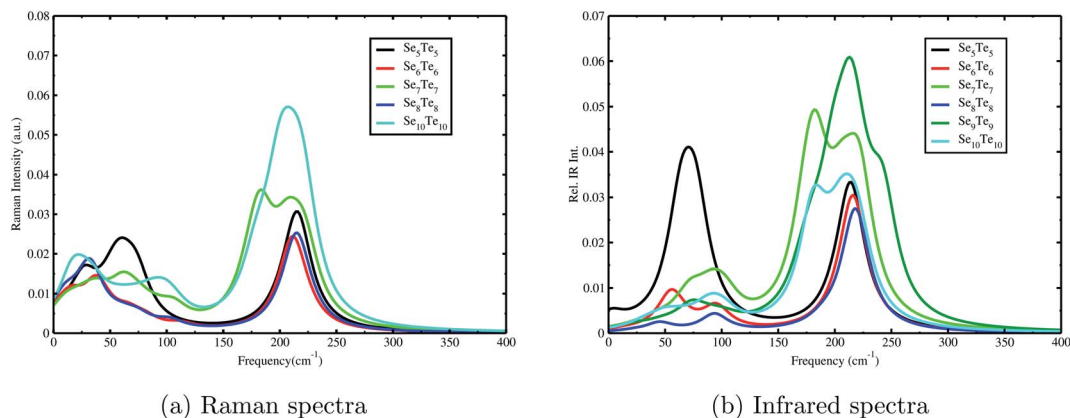 0.08
0.07
0.06
0.05
0.04
0.03
0.02
0.01
0
Raman Intensity (a.u.)
Se₅Te₅
Se₆Te₆
Se₇Te₇
Se₈Te₈
Se₁₀Te₁₀
0 50 100 150 200 250 300 350 400
Frequency(cm⁻¹)
(a) Raman spectra
0.07
0.06
0.05
0.04
0.03
0.02
0.01
0
Rel. IR Int.
Se₅Te₅
Se₆Te₆
Se₇Te₇
Se₈Te₈
Se₉Te₉
Se₁₀Te₁₀
0 50 100 150 200 250 300 350 400
Frequency (cm⁻¹)
(b) Infrared spectra